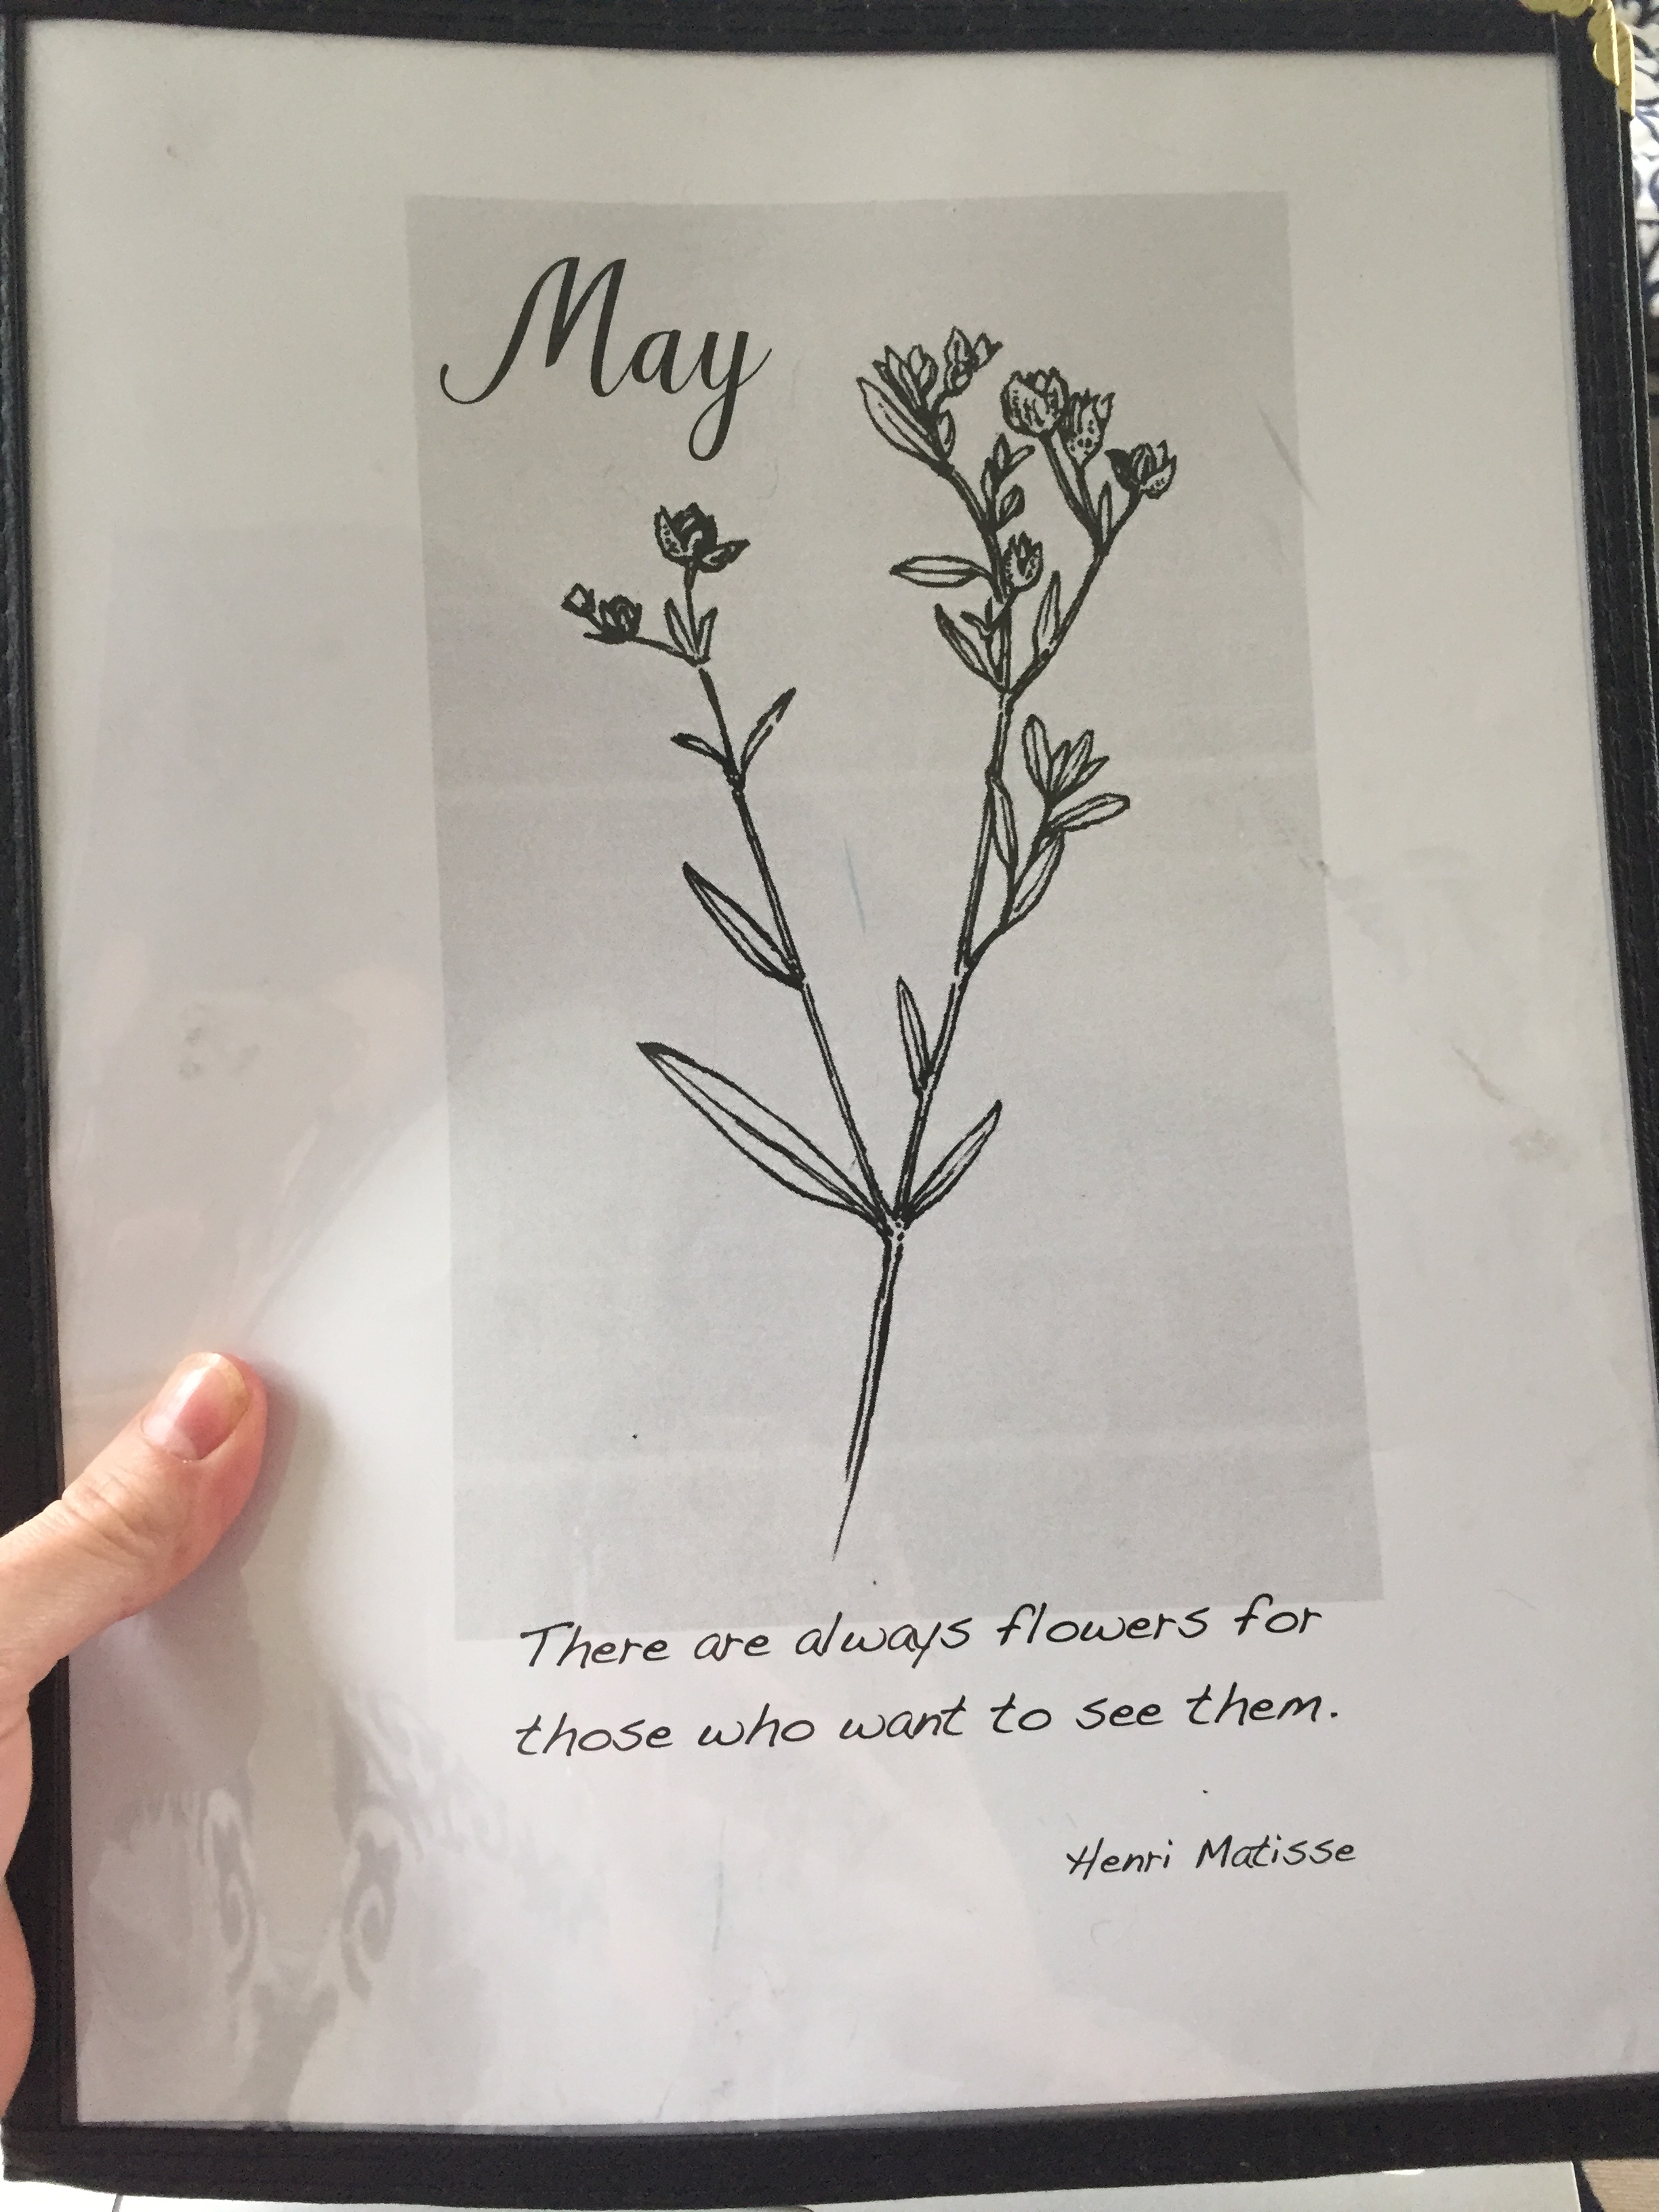 May
There are always flowers for
those who want to see them.
Henri Matisse